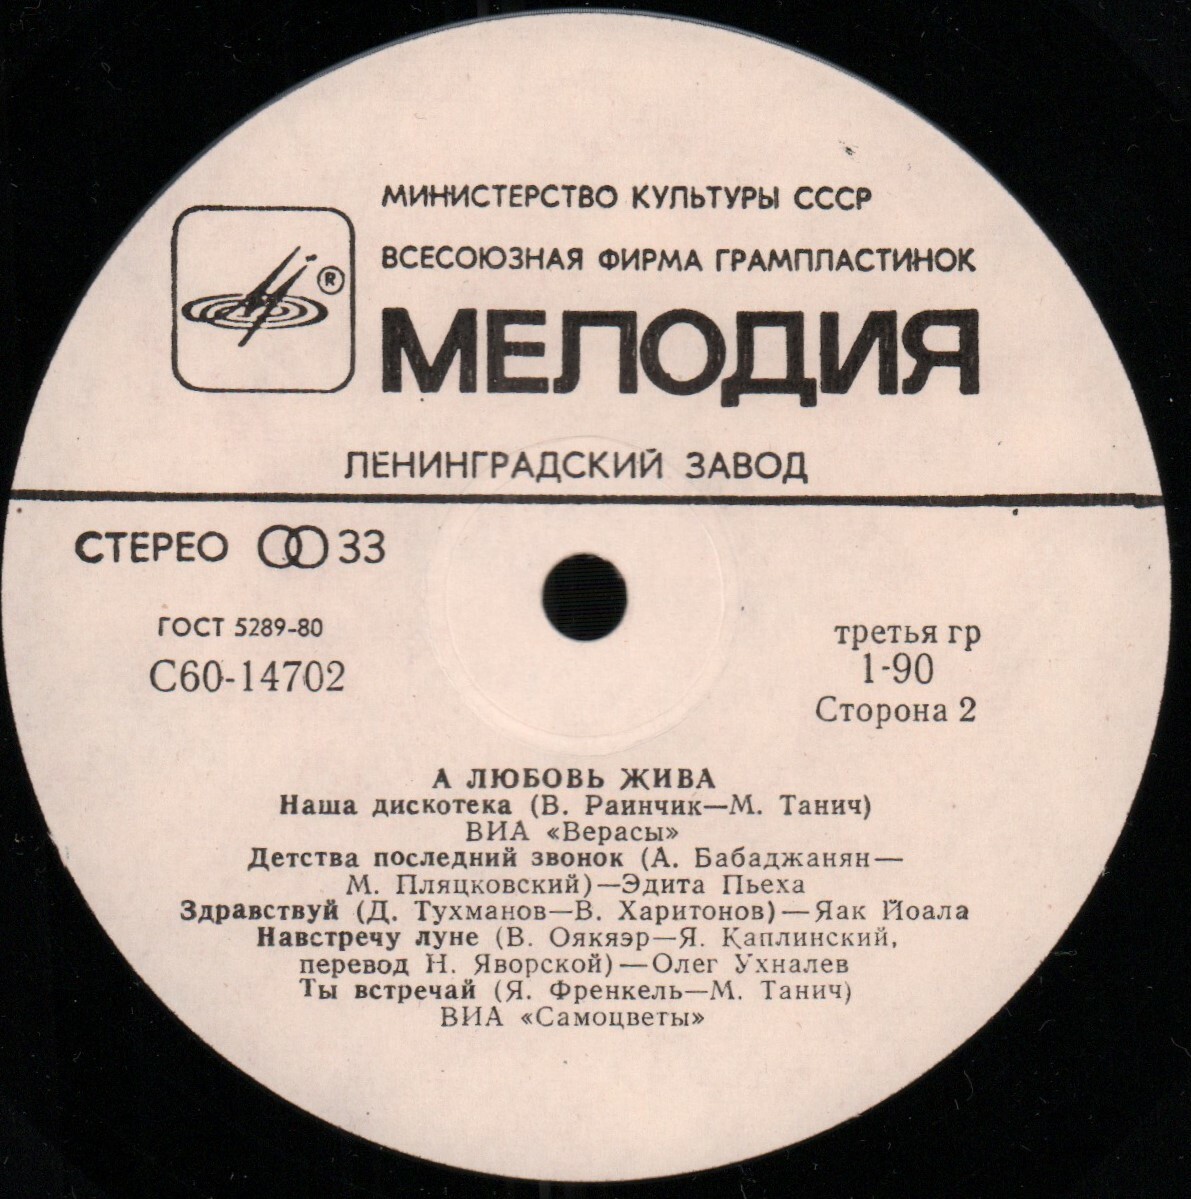 МИНИСТЕРСТВО КУЛЬТУРЫ СССР
ВСЕСОЮЗНАЯ ФИРМА ГРАМПЛАСТИНОК
®
МЕЛОДИЯ
ЛЕНИНГРАДСКИЙ ЗАВОД
СТЕРЕО 33
ГОСТ 5289-80
С60-14702
третья гр
1-90
Сторона 2
А ЛЮБОВЬ ЖИВА
Наша дискотека (В. Раинчик—М. Танич)
ВИА «Верасы»
Детства последний звонок (А. Бабаджанян—
М. Пляцковский)—Эдита Пьеха
Здравствуй (Д. Тухманов—В. Харитонов)—Яак Йоала
Навстречу луне (В. Оякяэр—Я. Каплинский,
перевод Н. Яворской)—Олег Ухналев
Ты встречай (Я. Френкель—М. Танич)
ВИА «Самоцветы»